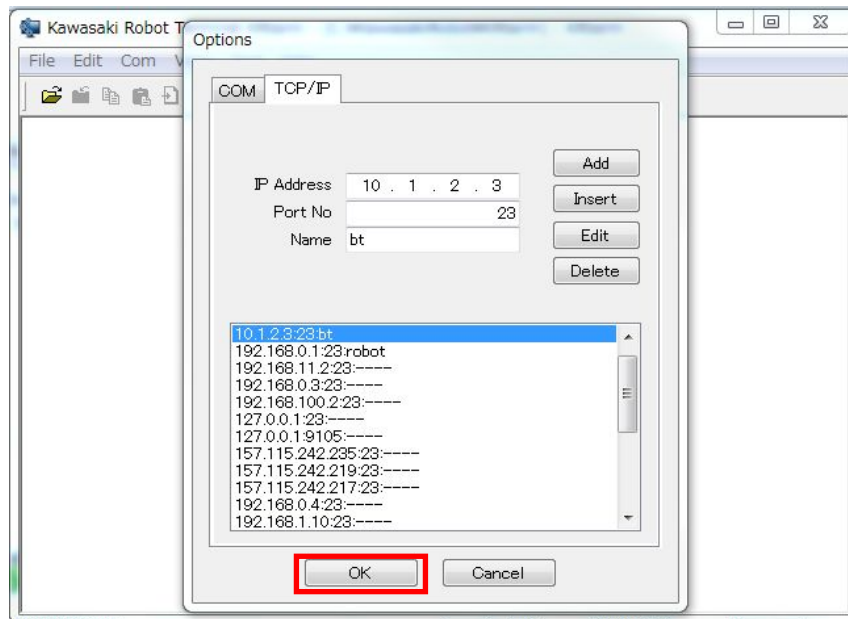 Kawasaki Robot T
Options
File Edit Com V
COM TCP/IP
IP Address 10 . 1 . 2 . 3
Port No 23
Name bt
Add
Insert
Edit
Delete
10.1.2.3:23:bt
192.168.0.1:23:robot
192.168.11.2:23:----
192.168.0.3:23:----
192.168.100.2:23:----
127.0.0.1:23:----
127.0.0.1:9105:----
157.115.242.235:23:----
157.115.242.219:23:----
157.115.242.217:23:----
192.168.0.4:23:----
192.168.1.10:23:----
OK Cancel